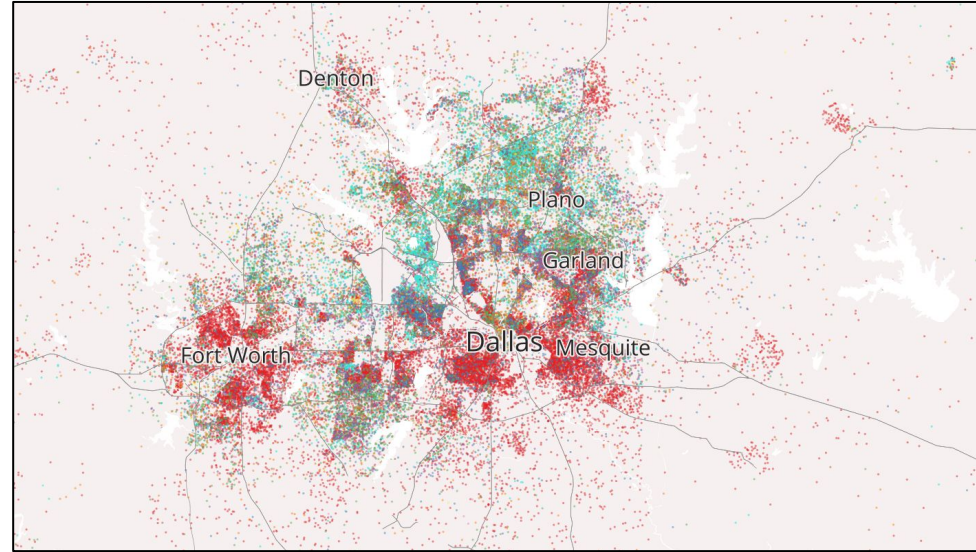 Denton
Plano
Garland
Dallas
Mesquite
Fort Worth